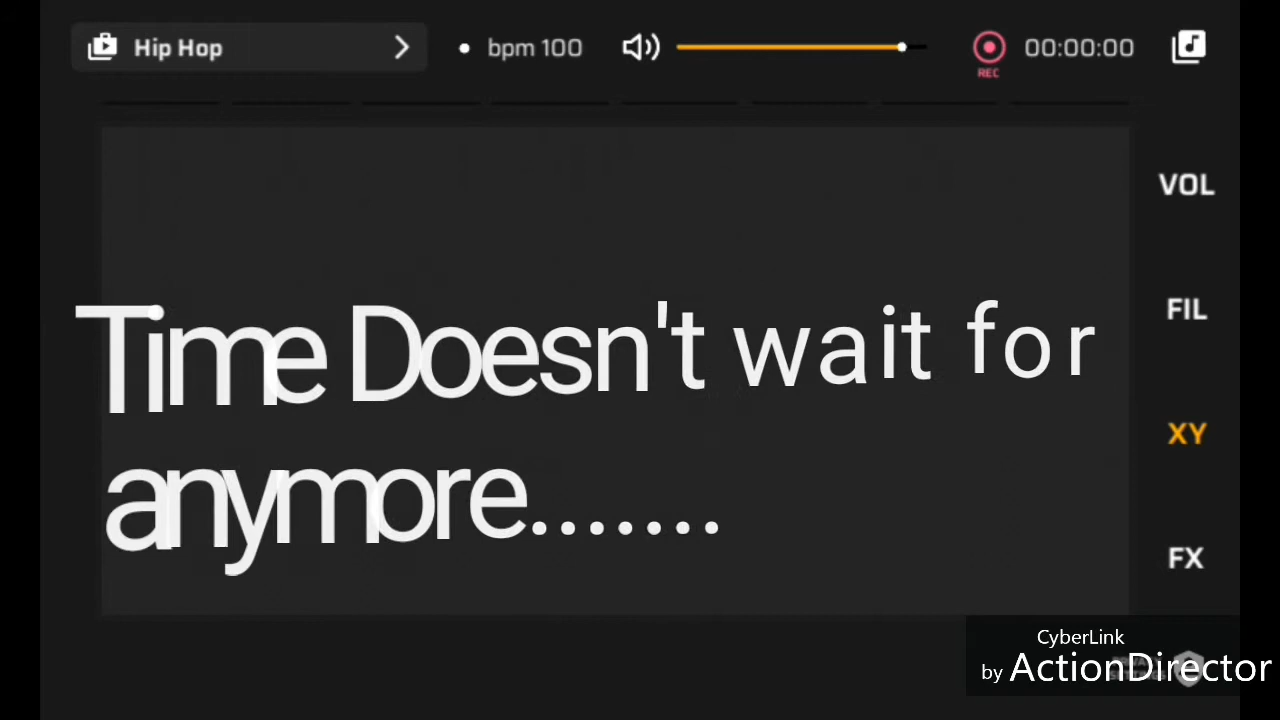 Hip Hop
bpm 100
00:00:00
REC
VOL
Time Doesn't wait for
FIL
XY
anymore.......
FX
CyberLink
by ActionDirector